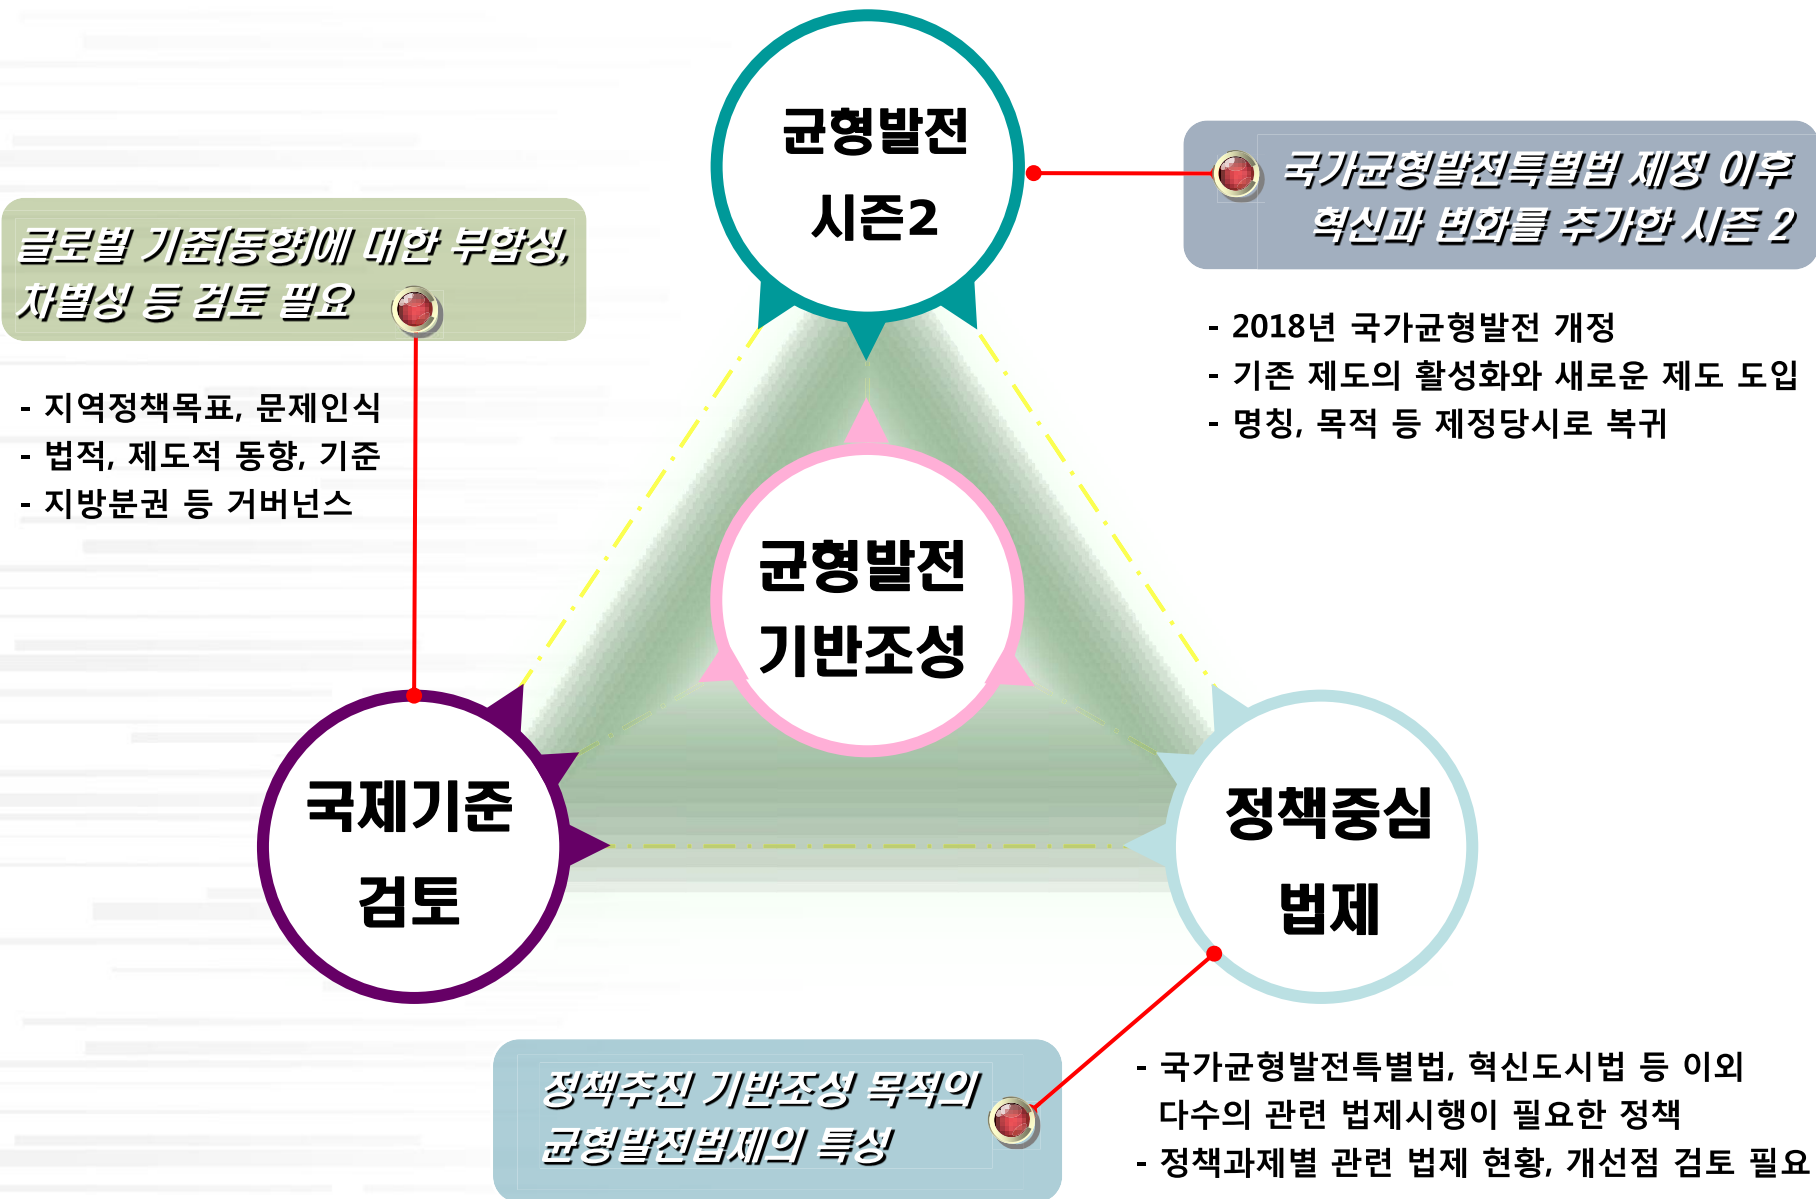 균형발전
시즌2
국가균형발전특별법 제정 이후
혁신과 변화를 추가한 시즌 2
- 2018년 국가균형발전 개정
- 기존 제도의 활성화와 새로운 제도 도입
- 명칭, 목적 등 제정당시로 복귀
글로벌 기준(동향)에 대한 부합성,
차별성 등 검토 필요
- 지역정책목표, 문제인식
- 법적, 제도적 동향, 기준
- 지방분권 등 거버넌스
균형발전
기반조성
국제기준
검토
정책중심
법제
정책추진 기반조성 목적의
균형발전법제의 특성
- 국가균형발전특별법, 혁신도시법 등 이외
다수의 관련 법제시행이 필요한 정책
- 정책과제별 관련 법제 현황, 개선점 검토 필요